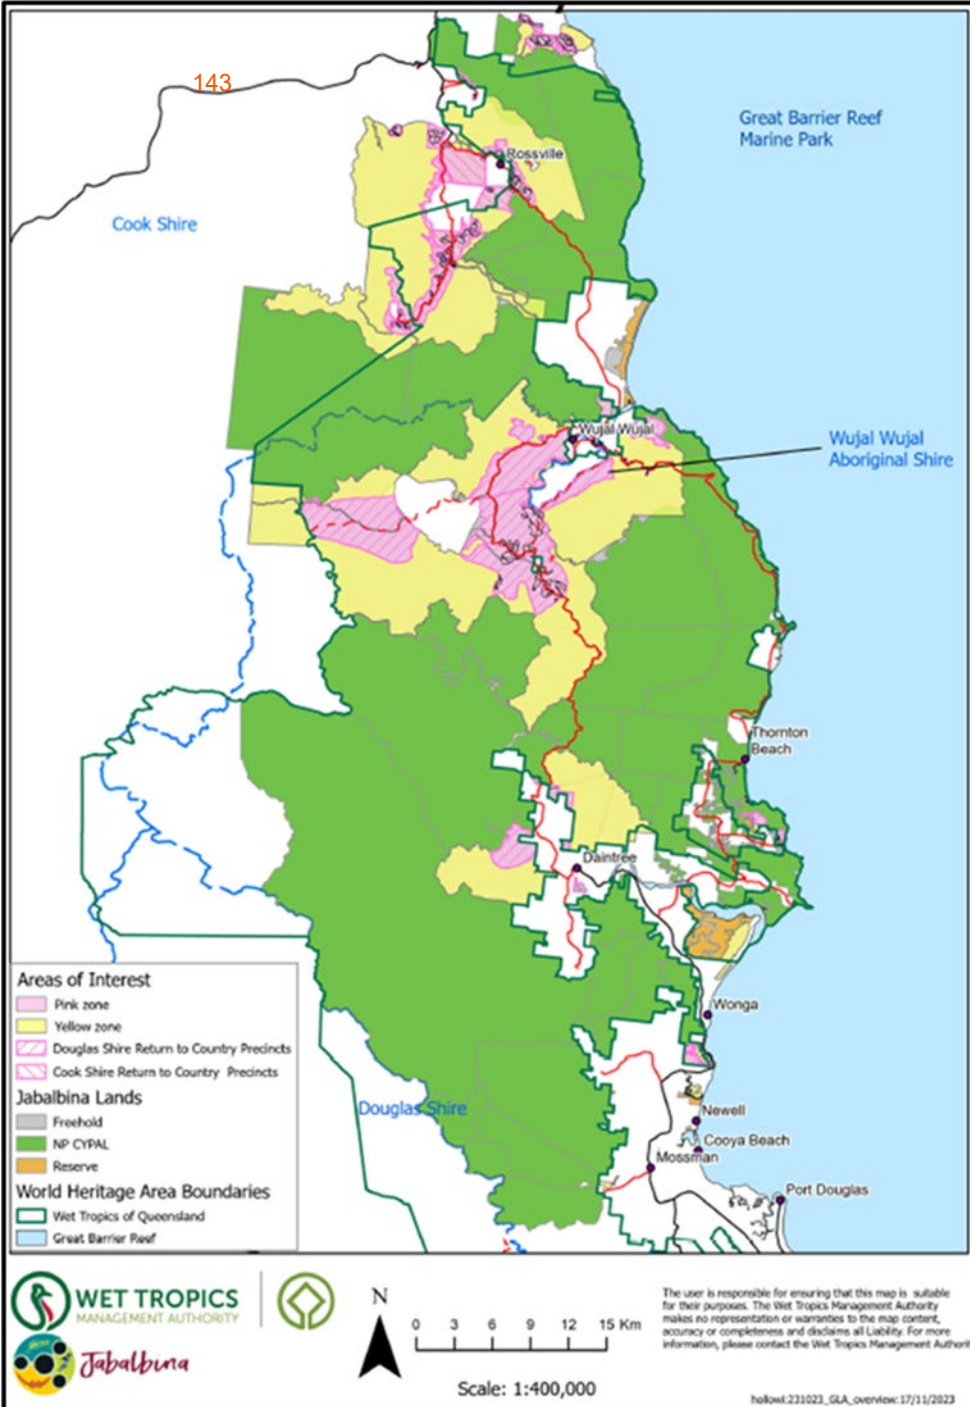 143
Great Barrier Reef
Marine Park
Rossville
Cook Shire
Wujal Wujal
Wujal Wujal
Aboriginal Shire
Thornton
Beach
Daintree
Areas of Interest
Pink zone
Yellow zone
Douglas Shire Return to Country Precincts
Cook Shire Return to Country Precincts
Jabalbina Lands
Freehold
NP CYPAL
Reserve
World Heritage Area Boundaries
Wet Tropics of Queensland
Great Barrier Reef
Wonga
Douglas Shire
Newell
Cooya Beach
Mossman
Port Douglas
WET TROPICS
MANAGEMENT AUTHORITY
Jabalbina
N
0 3 6 9 12 15 Km
Scale: 1:400,000
The user is responsible for ensuring that this map is suitable
for their purposes. The Wet Tropics Management Authority
makes no representation or warranties to the map content,
accuracy or completeness and disclaims all Liability. For more
information, please contact the Wet Tropics Management Authorit
hollowi:231023_GLA_overview:17/11/2023